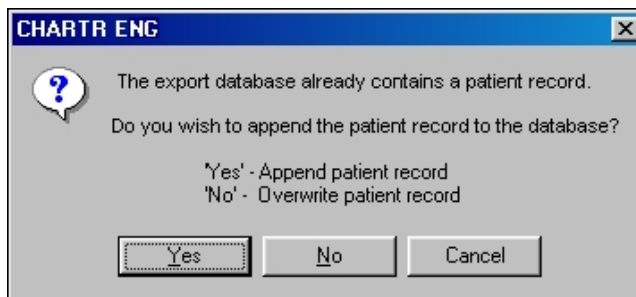 CHARTR ENG
The export database already contains a patient record.
Do you wish to append the patient record to the database?
'Yes' - Append patient record
'No' - Overwrite patient record
Yes No Cancel